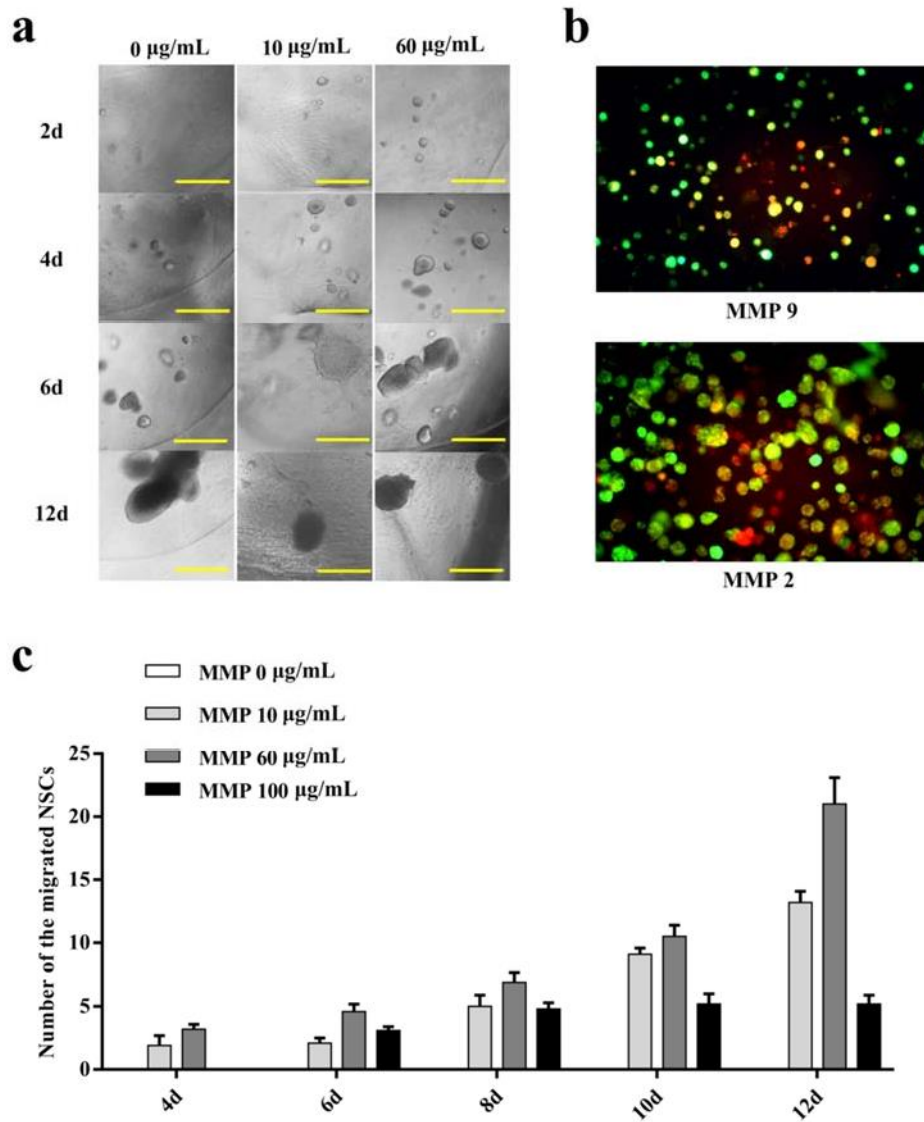 a
0 µg/mL 10 µg/mL 60 µg/mL
2d
4d
6d
12d
b
MMP 9
MMP 2
c
MMP 0 µg/mL
MMP 10 µg/mL
MMP 60 µg/mL
MMP 100 µg/mL
Number of the migrated NSCs
25
20
15
10
5
0
4d 6d 8d 10d 12d